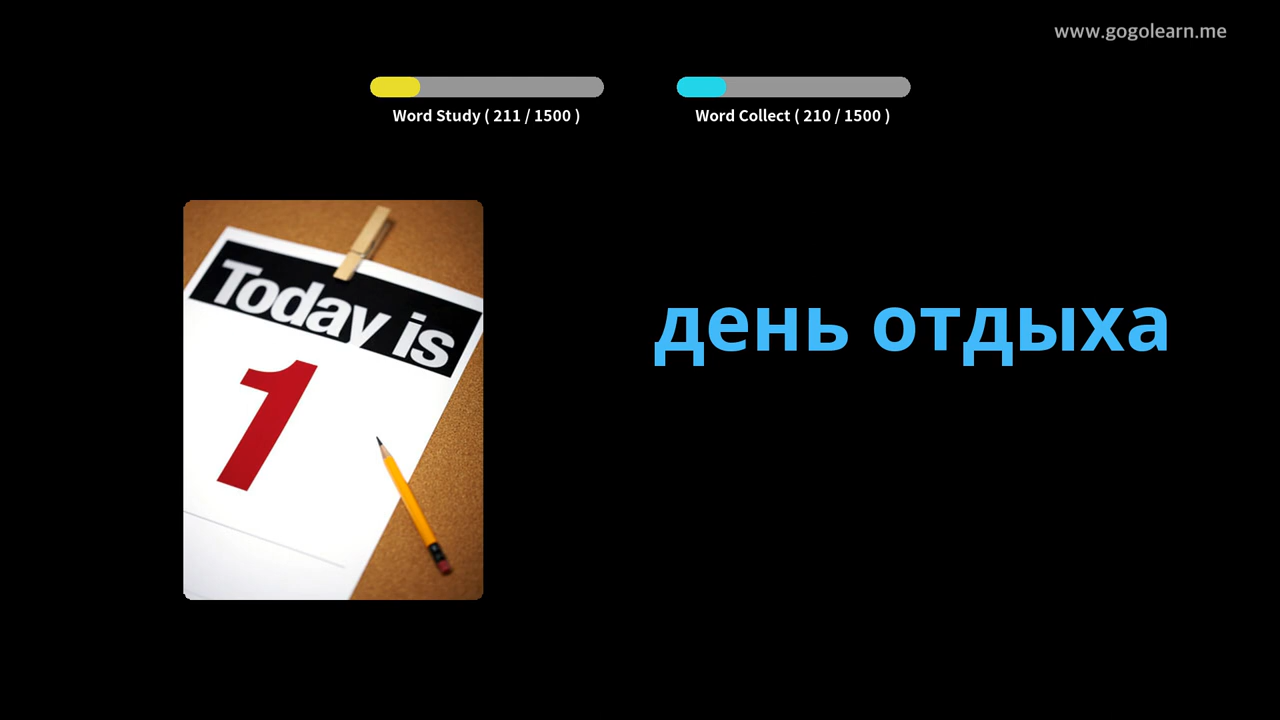 www.gogolearn.me
Word Study ( 211 / 1500 )
Word Collect ( 210 / 1500 )
Today is
1
день отдыха